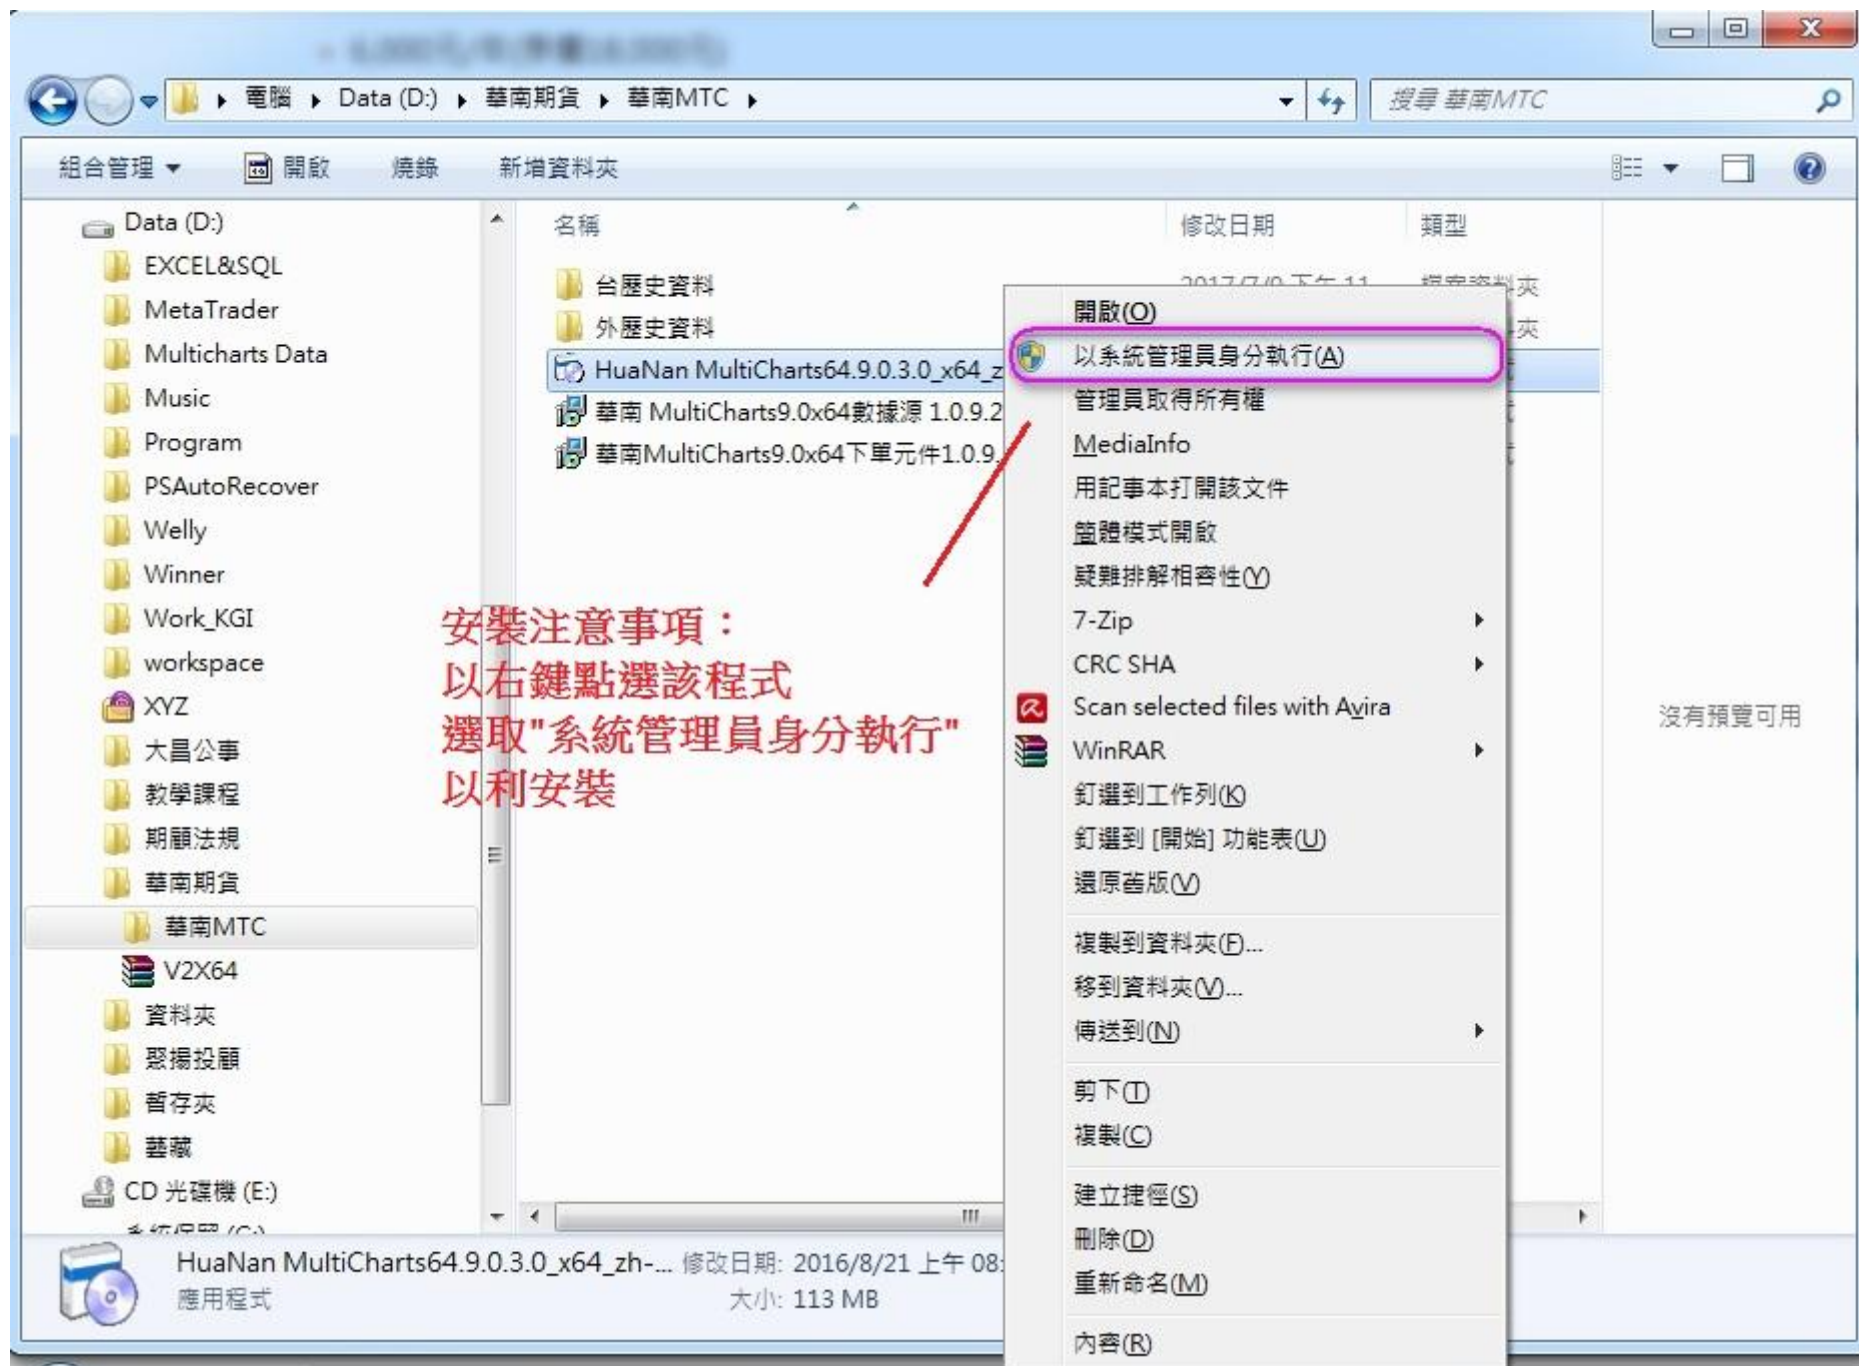 電腦 ▸ Data (D:) ▸ 華南期貨 ▸ 華南MTC ▸
搜尋 華南MTC
組合管理 開啟 燒錄 新增資料夾
Data (D:)
EXCEL&SQL
MetaTrader
Multicharts Data
Music
Program
PSAutoRecover
Welly
Winner
Work_KGI
workspace
XYZ
大昌公事
教學課程
期顧法規
華南期貨
華南MTC
V2X64
資料夾
聚揚投顧
暫存夾
藝藏
CD 光碟機 (E:)
名稱 修改日期 類型
台歷史資料
外歷史資料
HuaNan MultiCharts64.9.0.3.0_x64_z
華南 MultiCharts9.0x64數據源 1.0.9.2
華南MultiCharts9.0x64下單元件1.0.9.
安裝注意事項：
以右鍵點選該程式
選取"系統管理員身分執行"
以利安裝
開啟(O)
以系統管理員身分執行(A)
管理員取得所有權
MediaInfo
用記事本打開該文件
簡體模式開啟
疑難排解相容性(Y)
7-Zip
CRC SHA
Scan selected files with Avira
WinRAR
釘選到工作列(K)
釘選到 [開始] 功能表(U)
還原舊版(V)
複製到資料夾(F)...
移到資料夾(V)...
傳送到(N)
剪下(T)
複製(C)
建立捷徑(S)
刪除(D)
重新命名(M)
內容(R)
沒有預覽可用
HuaNan MultiCharts64.9.0.3.0_x64_zh-... 修改日期: 2016/8/21 上午 08:
應用程式 大小: 113 MB